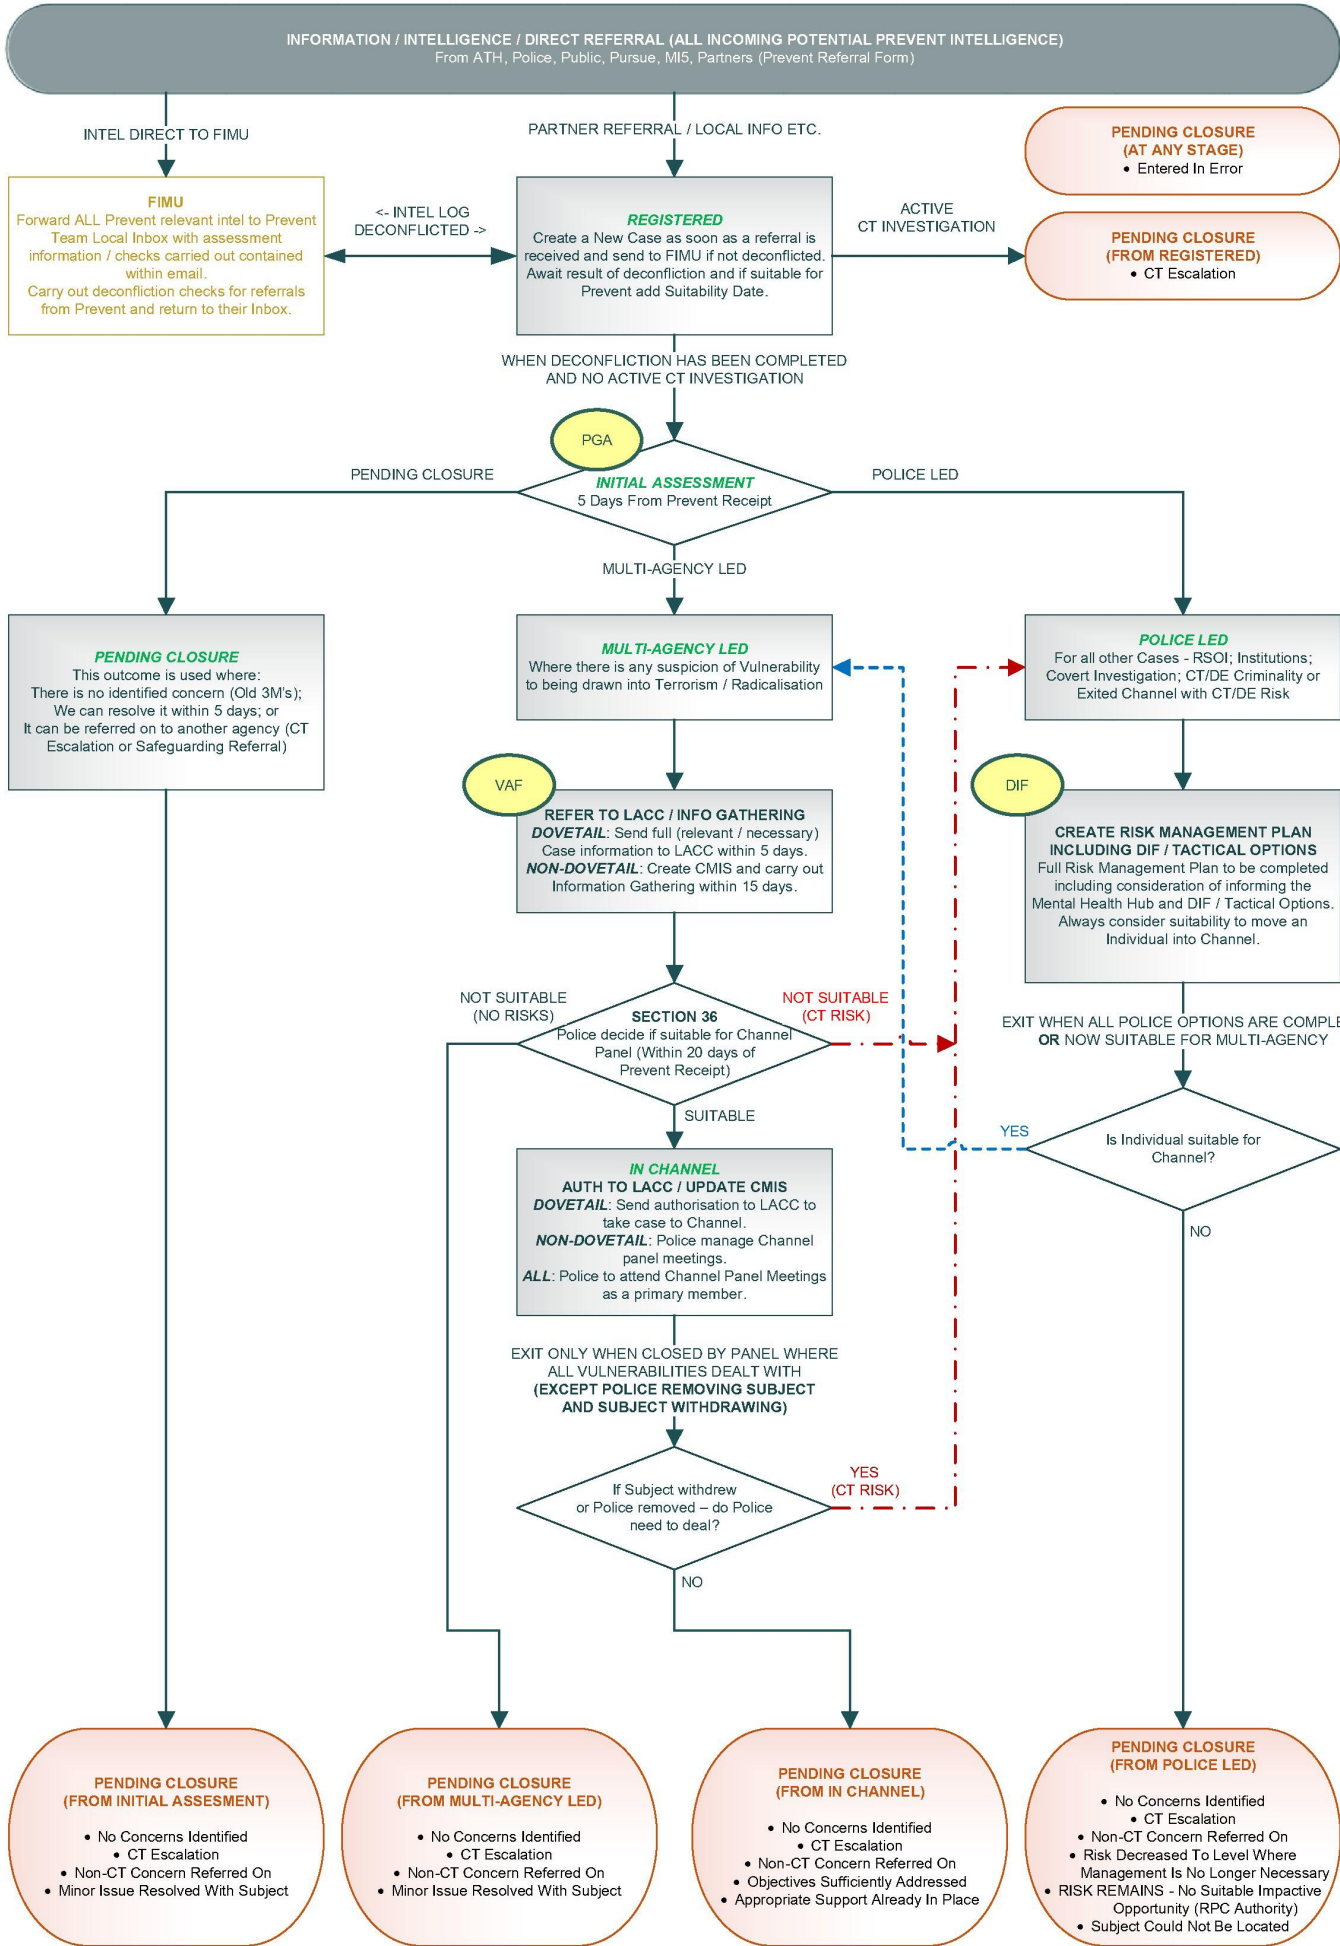 INFORMATION / INTELLIGENCE / DIRECT REFERRAL (ALL INCOMING POTENTIAL PREVENT INTELLIGENCE)
From ATH, Police, Public, Pursue, MI5, Partners (Prevent Referral Form)
INTEL DIRECT TO FIMU
PARTNER REFERRAL / LOCAL INFO ETC.
PENDING CLOSURE
(AT ANY STAGE)
• Entered In Error
FIMU
Forward ALL Prevent relevant intel to Prevent
Team Local Inbox with assessment
information / checks carried out contained
within email.
Carry out deconfliction checks for referrals
from Prevent and return to their Inbox.
<- INTEL LOG
DECONFLICTED ->
REGISTERED
Create a New Case as soon as a referral is
received and send to FIMU if not deconflicted.
Await result of deconfliction and if suitable for
Prevent add Suitability Date.
ACTIVE
CT INVESTIGATION
PENDING CLOSURE
(FROM REGISTERED)
• CT Escalation
WHEN DECONFLICTION HAS BEEN COMPLETED
AND NO ACTIVE CT INVESTIGATION
PGA
PENDING CLOSURE
INITIAL ASSESSMENT
5 Days From Prevent Receipt
POLICE LED
MULTI-AGENCY LED
PENDING CLOSURE
This outcome is used where:
There is no identified concern (Old 3M's);
We can resolve it within 5 days; or
It can be referred on to another agency (CT
Escalation or Safeguarding Referral)
MULTI-AGENCY LED
Where there is any suspicion of Vulnerability
to being drawn into Terrorism / Radicalisation
POLICE LED
For all other Cases - RSOI; Institutions;
Covert Investigation; CT/DE Criminality or
Exited Channel with CT/DE Risk
VAF
REFER TO LACC / INFO GATHERING
DOVETAIL: Send full (relevant / necessary)
Case information to LACC within 5 days.
NON-DOVETAIL: Create CMIS and carry out
Information Gathering within 15 days.
DIF
CREATE RISK MANAGEMENT PLAN
INCLUDING DIF / TACTICAL OPTIONS
Full Risk Management Plan to be completed
including consideration of informing the
Mental Health Hub and DIF / Tactical Options.
Always consider suitability to move an
Individual into Channel.
NOT SUITABLE
(NO RISKS)
SECTION 36
Police decide if suitable for Channel
Panel (Within 20 days of
Prevent Receipt)
NOT SUITABLE
(CT RISK)
EXIT WHEN ALL POLICE OPTIONS ARE COMPLE
OR NOW SUITABLE FOR MULTI-AGENCY
SUITABLE
YES
Is Individual suitable for
Channel?
NO
IN CHANNEL
AUTH TO LACC / UPDATE CMIS
DOVETAIL: Send authorisation to LACC to
take case to Channel.
NON-DOVETAIL: Police manage Channel
panel meetings.
ALL: Police to attend Channel Panel Meetings
as a primary member.
EXIT ONLY WHEN CLOSED BY PANEL WHERE
ALL VULNERABILITIES DEALT WITH
(EXCEPT POLICE REMOVING SUBJECT
AND SUBJECT WITHDRAWING)
If Subject withdrew
or Police removed – do Police
need to deal?
YES
(CT RISK)
NO
PENDING CLOSURE
(FROM INITIAL ASSESMENT)
• No Concerns Identified
• CT Escalation
• Non-CT Concern Referred On
• Minor Issue Resolved With Subject
PENDING CLOSURE
(FROM MULTI-AGENCY LED)
• No Concerns Identified
• CT Escalation
• Non-CT Concern Referred On
• Minor Issue Resolved With Subject
PENDING CLOSURE
(FROM IN CHANNEL)
• No Concerns Identified
• CT Escalation
• Non-CT Concern Referred On
• Objectives Sufficiently Addressed
• Appropriate Support Already In Place
PENDING CLOSURE
(FROM POLICE LED)
• No Concerns Identified
• CT Escalation
• Non-CT Concern Referred On
• Risk Decreased To Level Where
Management Is No Longer Necessary
• RISK REMAINS - No Suitable Impactive
Opportunity (RPC Authority)
• Subject Could Not Be Located